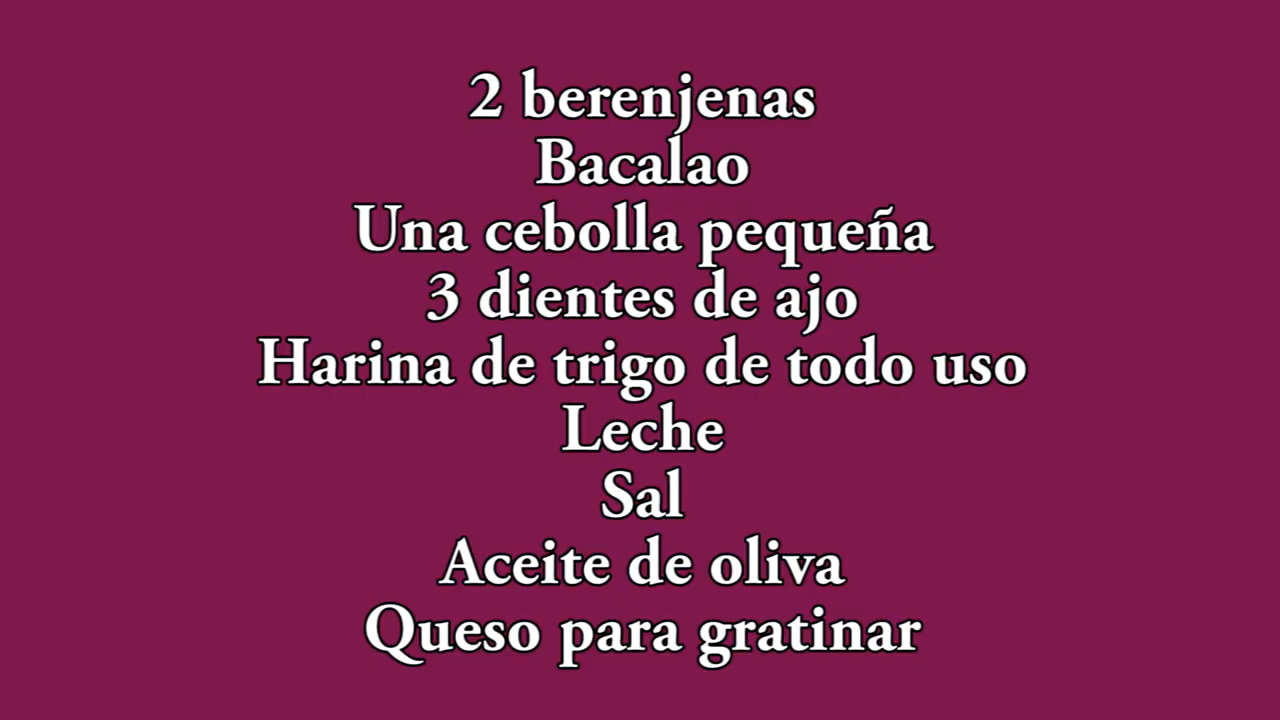 2 berenjenas
Bacalao
Una cebolla pequeña
3 dientes de ajo
Harina de trigo de todo uso
Leche
Sal
Aceite de oliva
Queso para gratinar